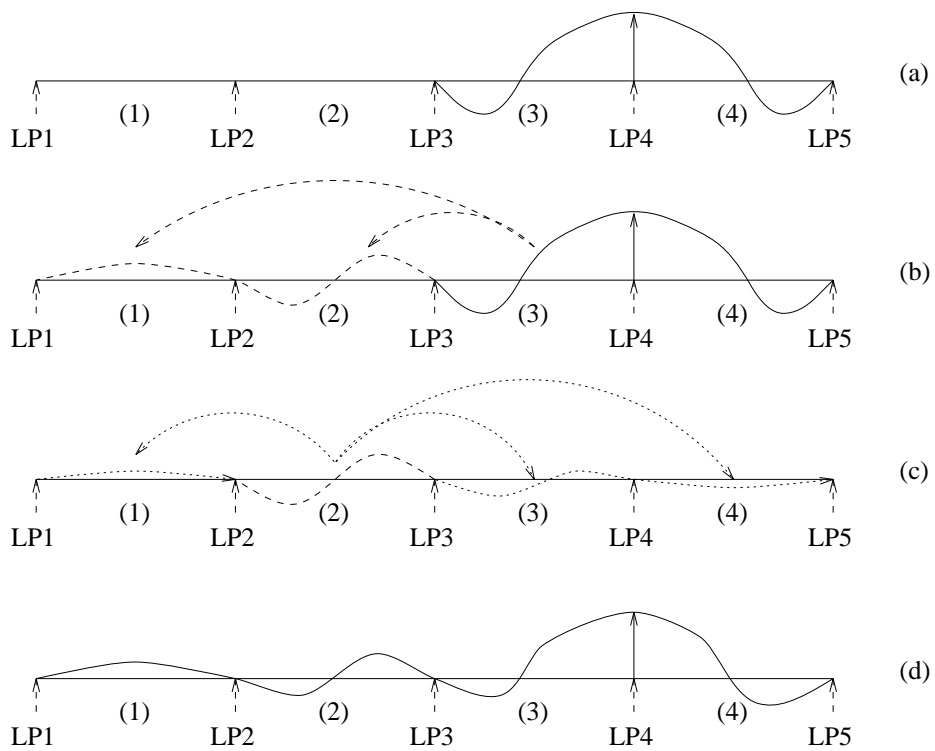 (a)
(1) (2) (3) (4)
LP1 LP2 LP3 LP4 LP5
(b)
(1) (2) (3) (4)
LP1 LP2 LP3 LP4 LP5
(c)
(1) (2) (3) (4)
LP1 LP2 LP3 LP4 LP5
(d)
(1) (2) (3) (4)
LP1 LP2 LP3 LP4 LP5